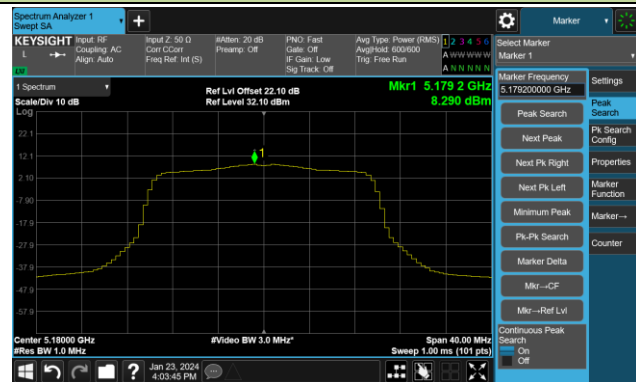 Spectrum Analyzer 1
Swept SA
+
Marker
KEYSIGHT
L
Input: RF
Coupling: AC
Align: Auto
Input Z: 50 Ω
Corr CCorr
Freq Ref: Int (S)
#Atten: 20 dB
Preamp: Off
PNO: Fast
Gate: Off
IF Gain: Low
Sig Track: Off
Avg Type: Power (RMS)
Avg|Hold: 600/600
Trig: Free Run
1 2 3 4 5 6
A W W W W W
A N N N N N
LXI
Select Marker
Marker 1
1 Spectrum
Scale/Div 10 dB
Log
Ref Lvl Offset 22.10 dB
Ref Level 32.10 dBm
Mkr1 5.179 2 GHz
8.290 dBm
22.1
12.1
2.10
-7.90
-17.9
-27.9
-37.9
-47.9
-57.9
1
Center 5.18000 GHz
#Res BW 1.0 MHz
#Video BW 3.0 MHz*
Span 40.00 MHz
Sweep 1.00 ms (101 pts)
Marker Frequency
5.179200000 GHz
Peak Search
Next Peak
Next Pk Right
Next Pk Left
Minimum Peak
Pk-Pk Search
Marker Delta
Mkr→CF
Mkr→Ref Lvl
Continuous Peak
Search
On
Off
Settings
Peak
Search
Pk Search
Config
Properties
Marker
Function
Marker→
Counter
?
Jan 23, 2024
4:03:45 PM